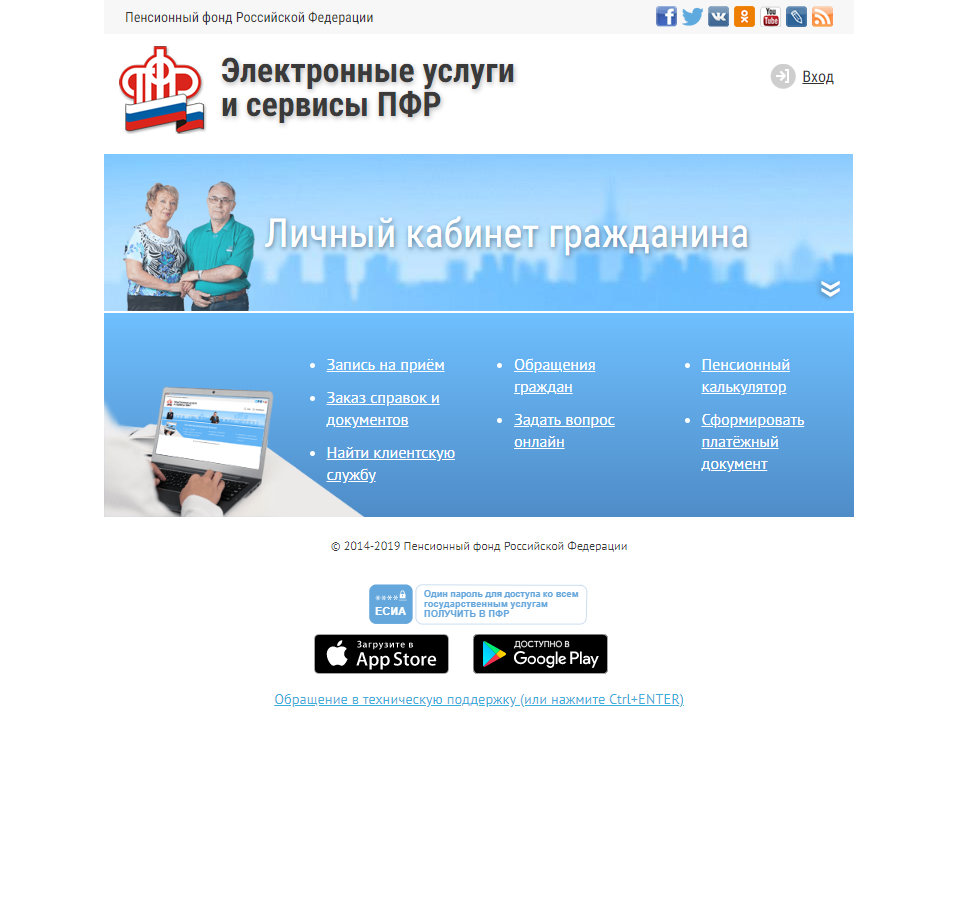 Пенсионный фонд Российской Федерации
You
Tube
ПФР
Электронные услуги
и сервисы ПФР
Вход
Личный кабинет гражданина
Запись на приём
Заказ справок и
документов
Найти клиентскую
службу
Обращения
граждан
Задать вопрос
онлайн
Пенсионный
калькулятор
Сформировать
платёжный
документ
© 2014-2019 Пенсионный фонд Российской Федерации
****
ЕСИА
Один пароль для доступа ко всем
государственным услугам
ПОЛУЧИТЬ В ПФР
Загрузите в
App Store
ДОСТУПНО В
Google Play
Обращение в техническую поддержку (или нажмите Ctrl+ENTER)